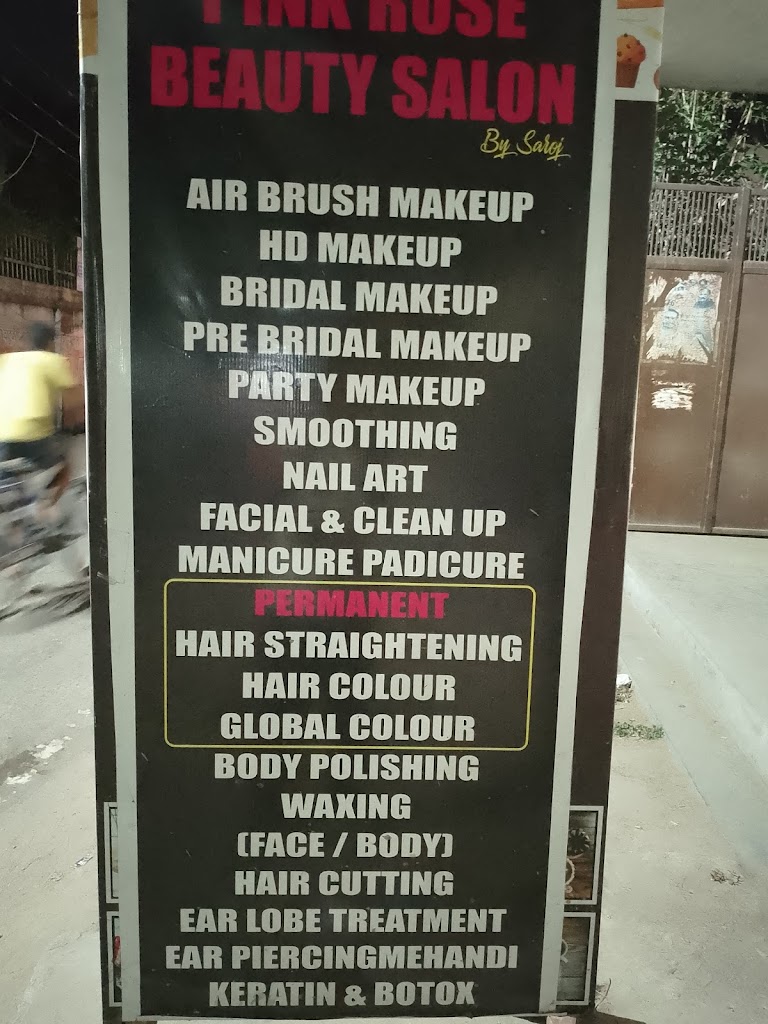 PINK ROSE
BEAUTY SALON
By Saroj
AIR BRUSH MAKEUP
HD MAKEUP
BRIDAL MAKEUP
PRE BRIDAL MAKEUP
PARTY MAKEUP
SMOOTHING
NAIL ART
FACIAL & CLEAN UP
MANICURE PADICURE
PERMANENT
HAIR STRAIGHTENING
HAIR COLOUR
GLOBAL COLOUR
BODY POLISHING
WAXING
(FACE / BODY)
HAIR CUTTING
EAR LOBE TREATMENT
EAR PIERCINGMEHANDI
KERATIN & BOTOX